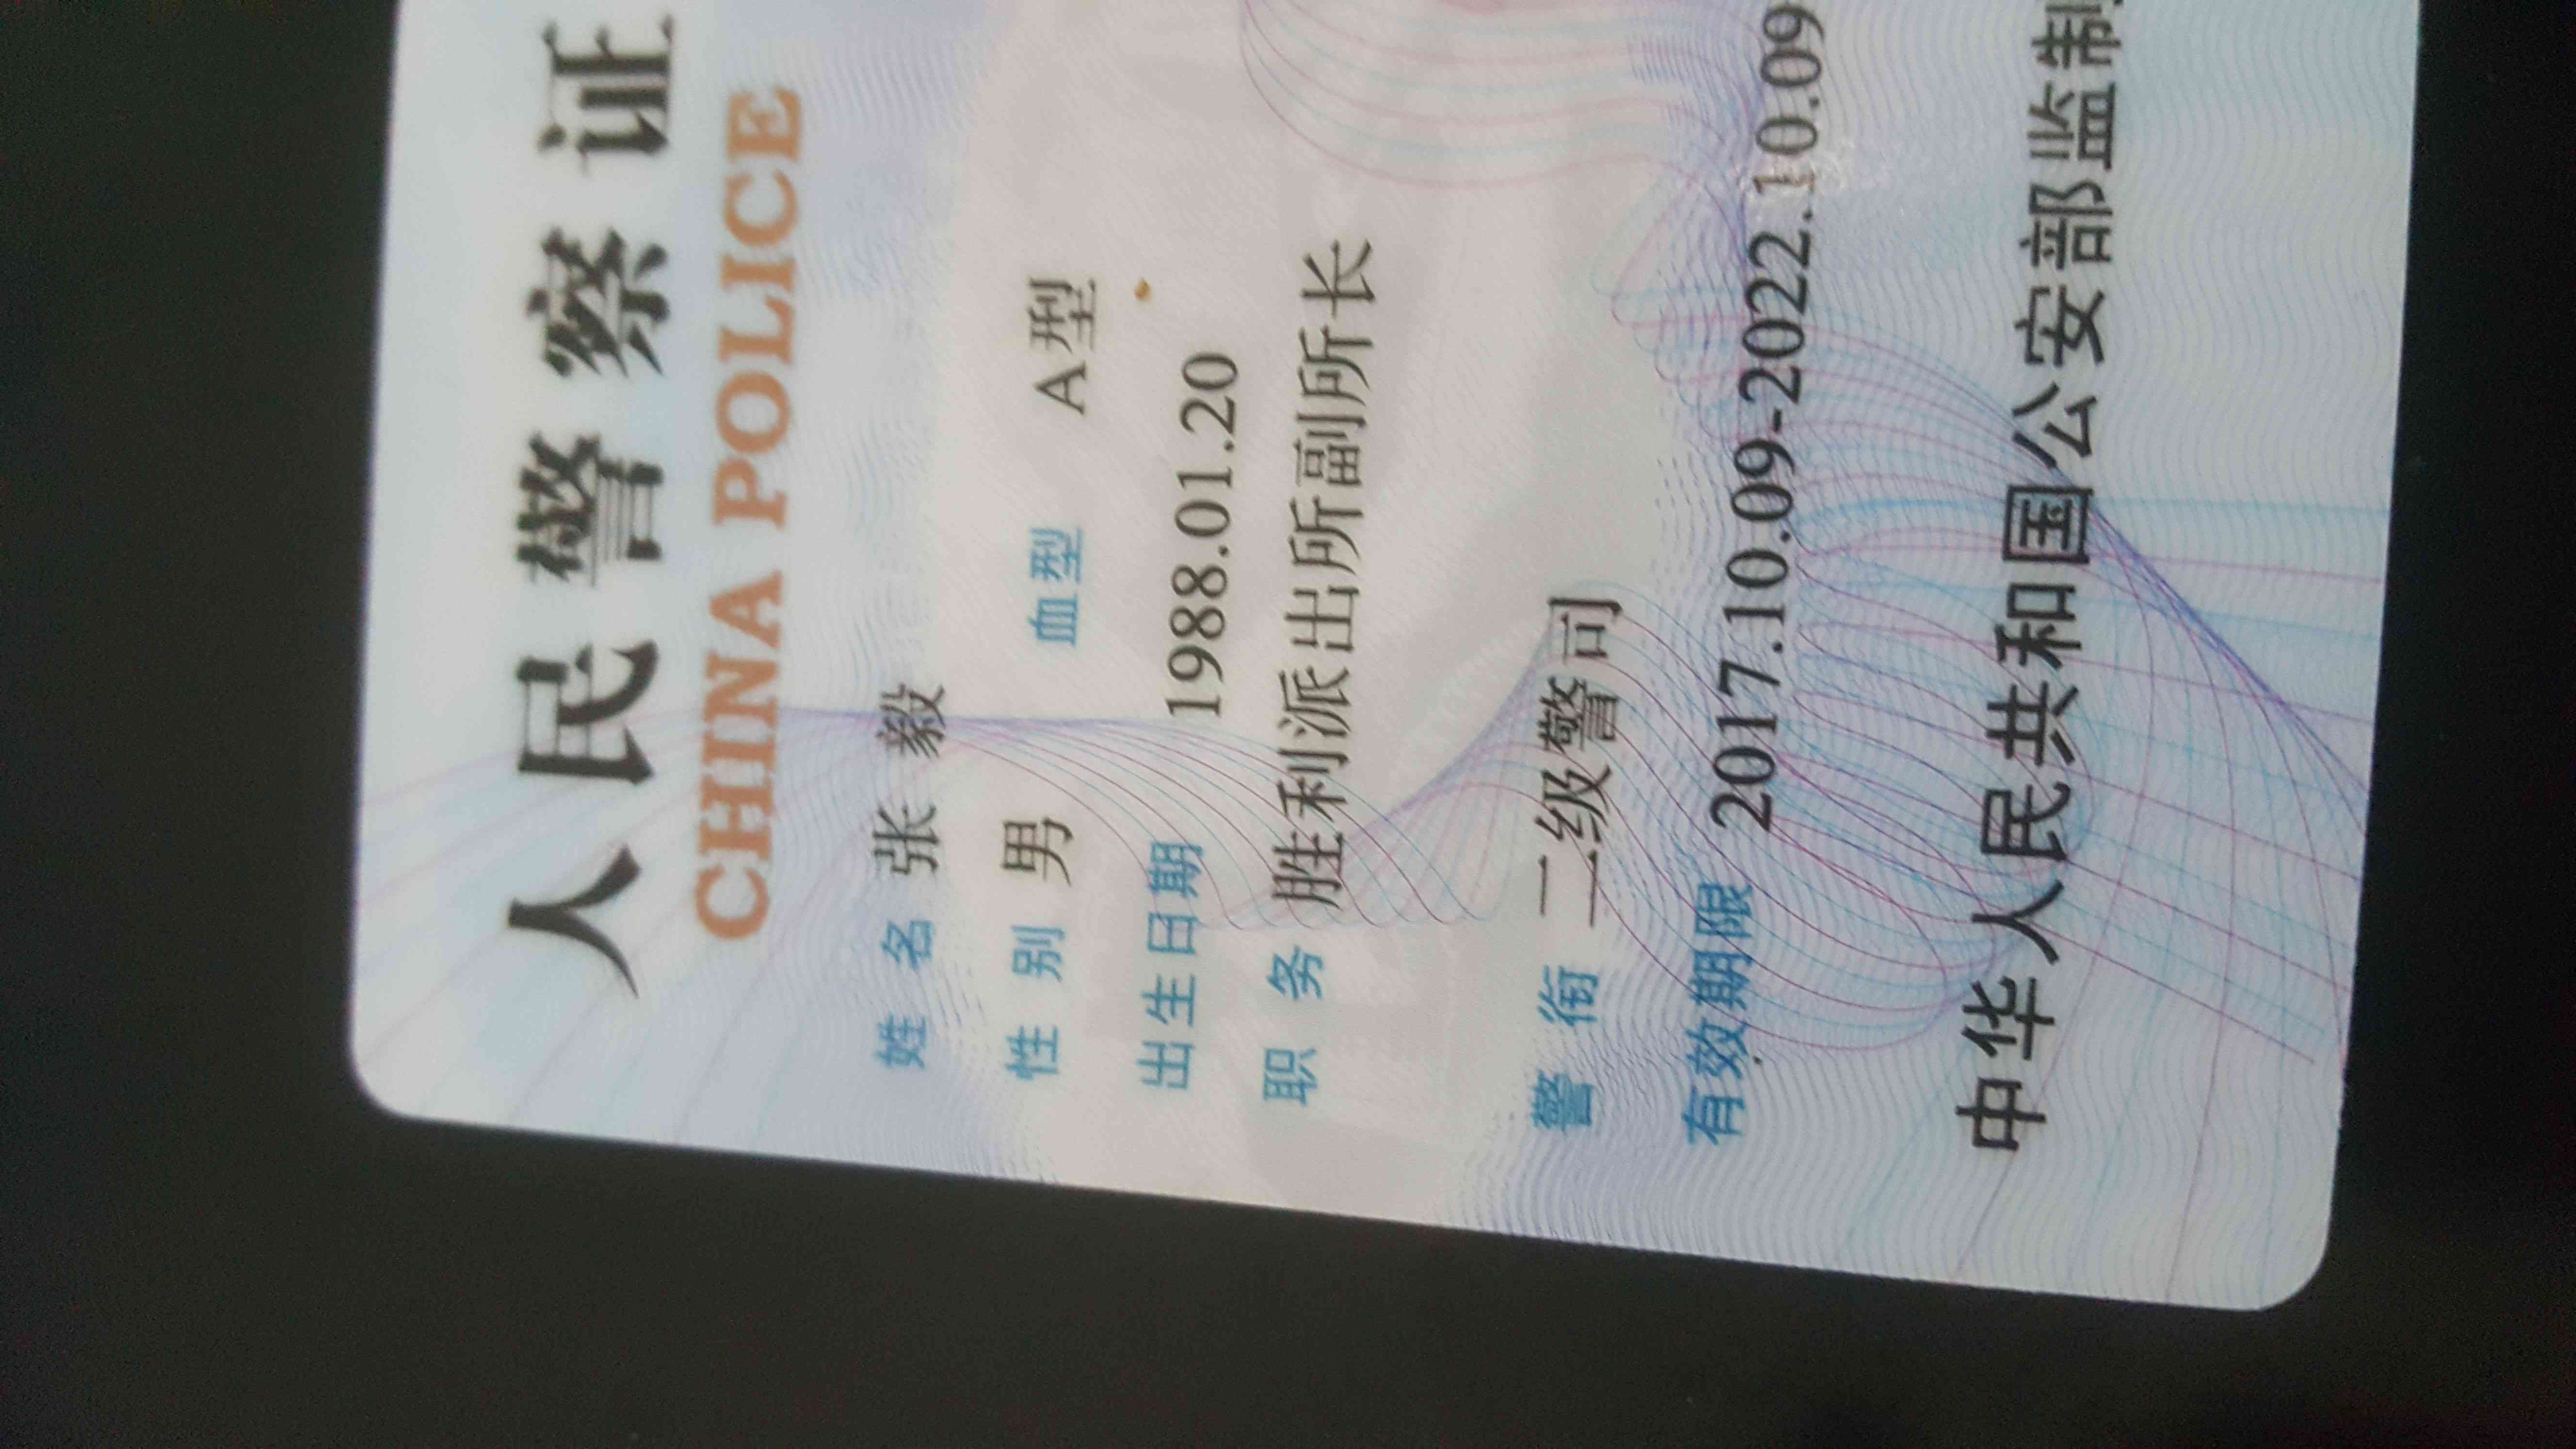 人民警察证
CHINA POLICE
姓 名 张 毅
性 别 男 血 型 A型
出生日期 1988.01.20
职 务 胜利派出所副所长
警 衔 二级警司
有效期限 2017.10.09-2022.10.09
中华人民共和国公安部监制